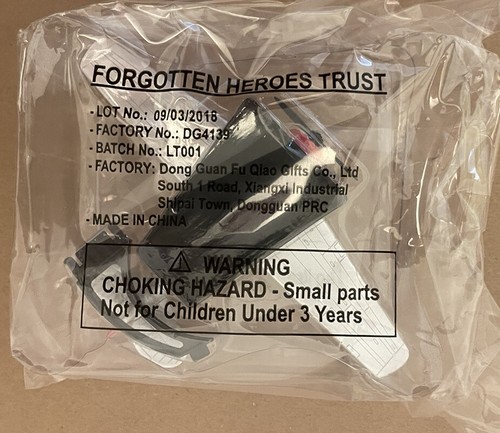 FORGOTTEN HEROES TRUST
- LOT No.: 09/03/2018
- FACTORY No.: DG4139
- BATCH No.: LT001
- FACTORY: Dong Guan Fu Qiao Gifts Co., Ltd
South 1 Road, Xiangxi Industrial
Shipai Town, Dongguan PRC
- MADE IN CHINA
WARNING
CHOKING HAZARD - Small parts
Not for Children Under 3 Years